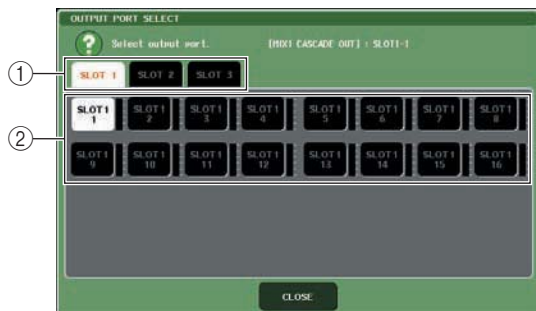 OUTPUT PORT SELECT
? Select output port. [MIX1 CASCADE OUT] : SLOT1-1
① SLOT 1 SLOT 2 SLOT 3
② SLOT1 1 SLOT1 2 SLOT1 3 SLOT1 4 SLOT1 5 SLOT1 6 SLOT1 7 SLOT1 8
SLOT1 9 SLOT1 10 SLOT1 11 SLOT1 12 SLOT1 13 SLOT1 14 SLOT1 15 SLOT1 16
CLOSE